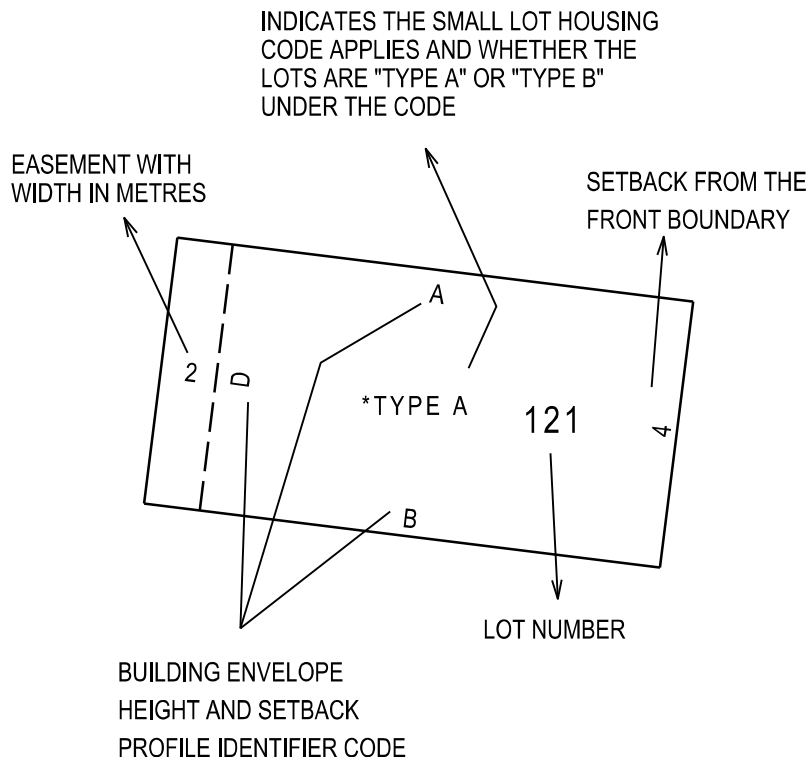 INDICATES THE SMALL LOT HOUSING
CODE APPLIES AND WHETHER THE
LOTS ARE "TYPE A" OR "TYPE B"
UNDER THE CODE
EASEMENT WITH
WIDTH IN METRES
SETBACK FROM THE
FRONT BOUNDARY
A
2
D
*TYPE A
121
4
B
LOT NUMBER
BUILDING ENVELOPE
HEIGHT AND SETBACK
PROFILE IDENTIFIER CODE